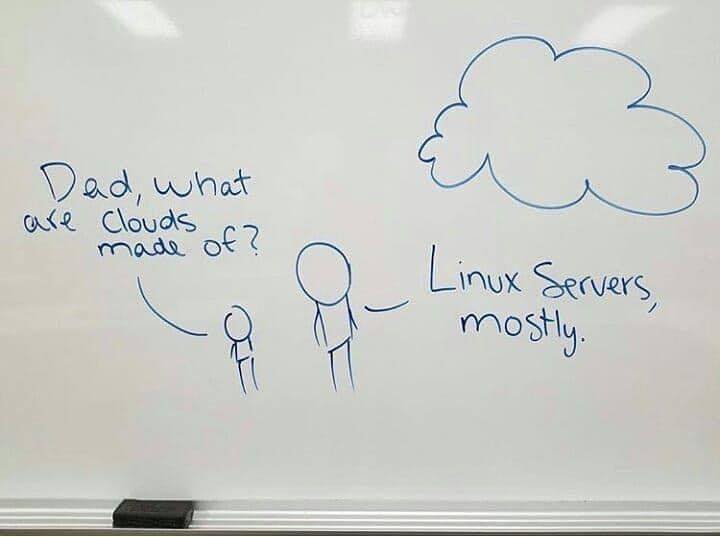 Dad, what
are Clouds
made of?
Linux Servers,
mostly.